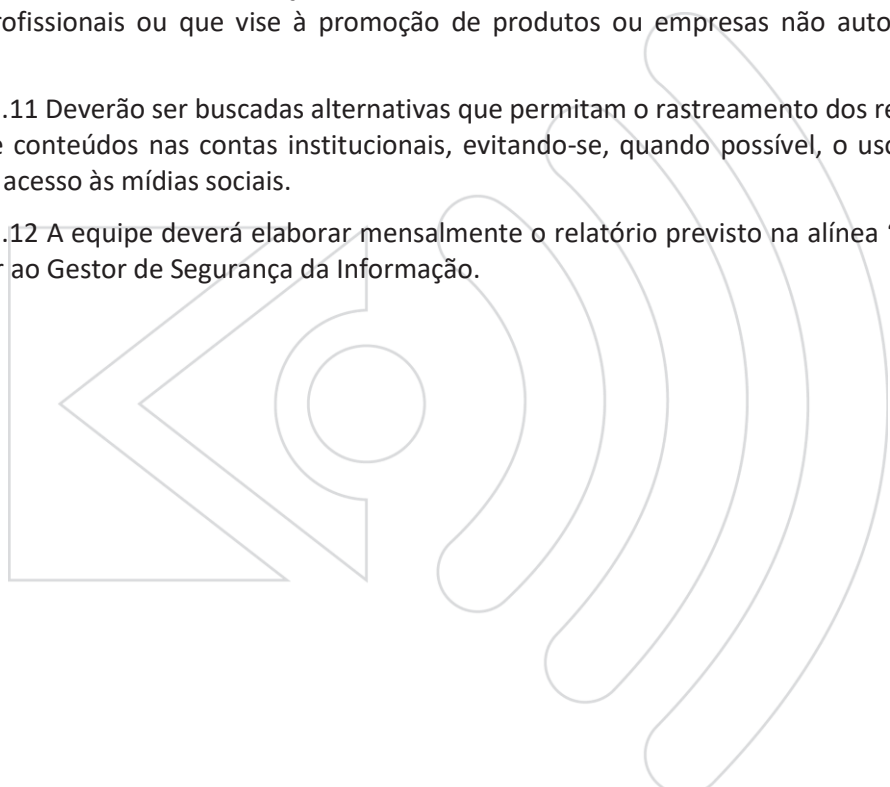 rofissionais ou que vise à promoção de produtos ou empresas não auto
.11 Deverão ser buscadas alternativas que permitam o rastreamento dos re
e conteúdos nas contas institucionais, evitando-se, quando possível, o uso
acesso às mídias sociais.
.12 A equipe deverá elaborar mensalmente o relatório previsto na alínea “
r ao Gestor de Segurança da Informação.